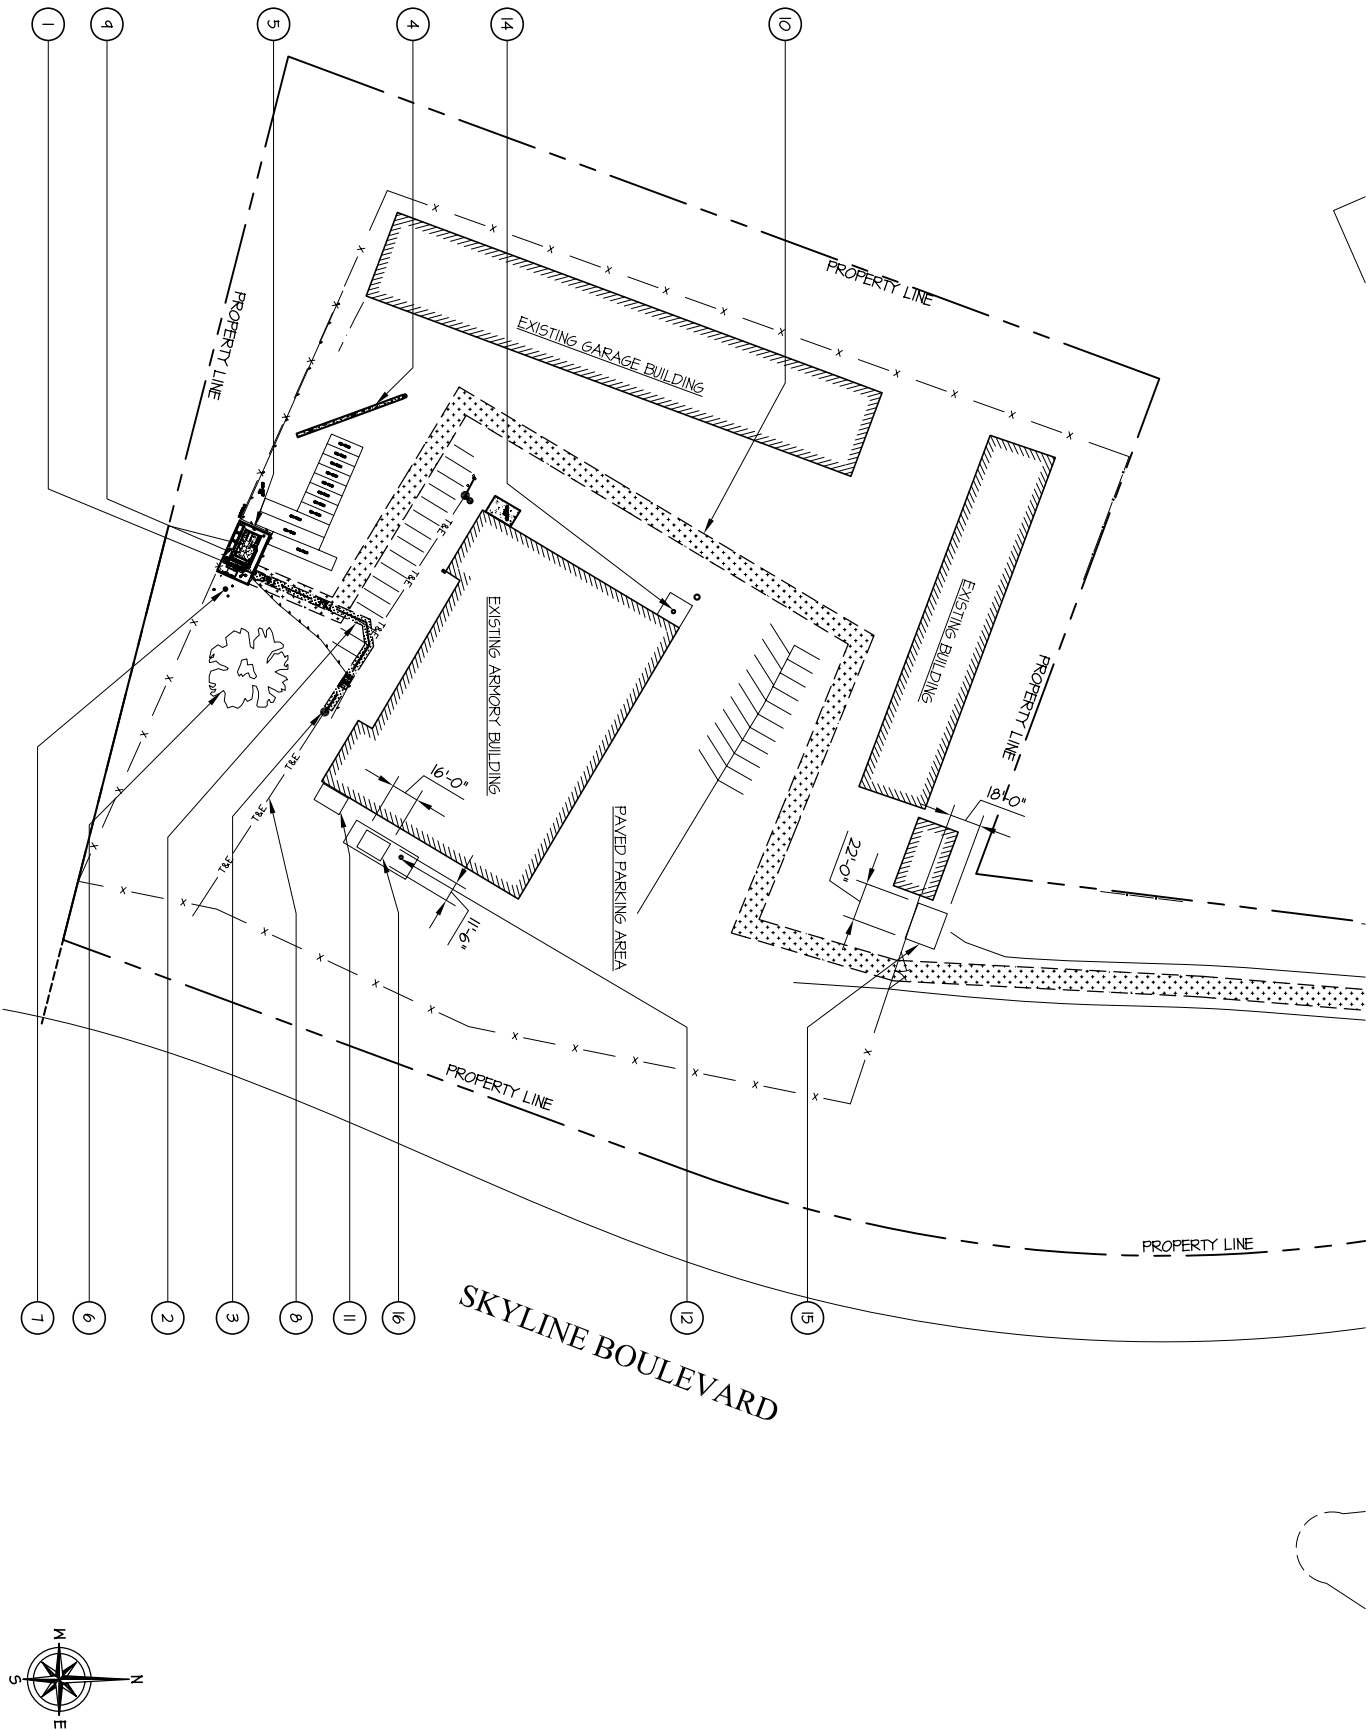 1
9
5
4
14
10
PROPERTY LINE
PROPERTY LINE
EXISTING GARAGE BUILDING
T&E
T&E
T&E
EXISTING BUILDING
EXISTING ARMORY BUILDING
PROPERTY LINE
T&E
T&E
T&E
16'-0"
18'-0"
22'-0"
PAVED PARKING AREA
11'-6"
PROPERTY LINE
PROPERTY LINE
7
6
2
3
8
11
16
12
15
SKYLINE BOULEVARD
W
N
S
E